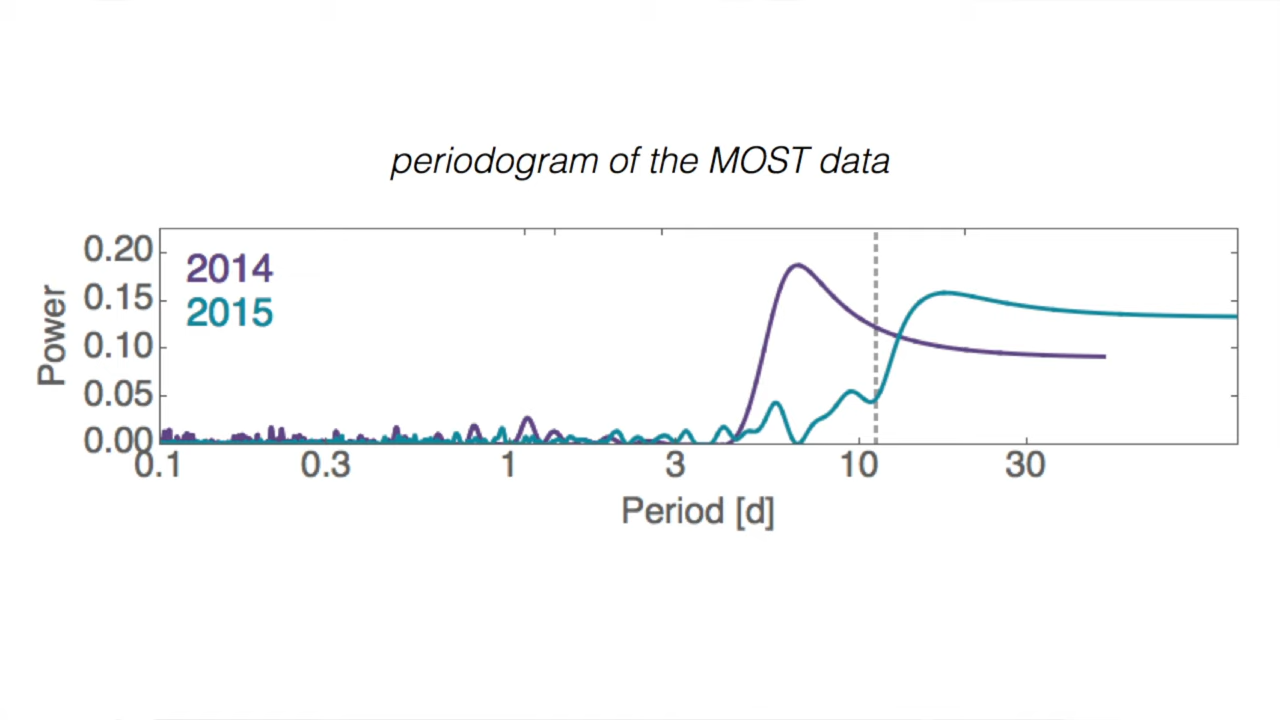 periodogram of the MOST data
0.20
0.15
0.10
0.05
0.00
Power
2014
2015
0.1 0.3 1 3 10 30
Period [d]